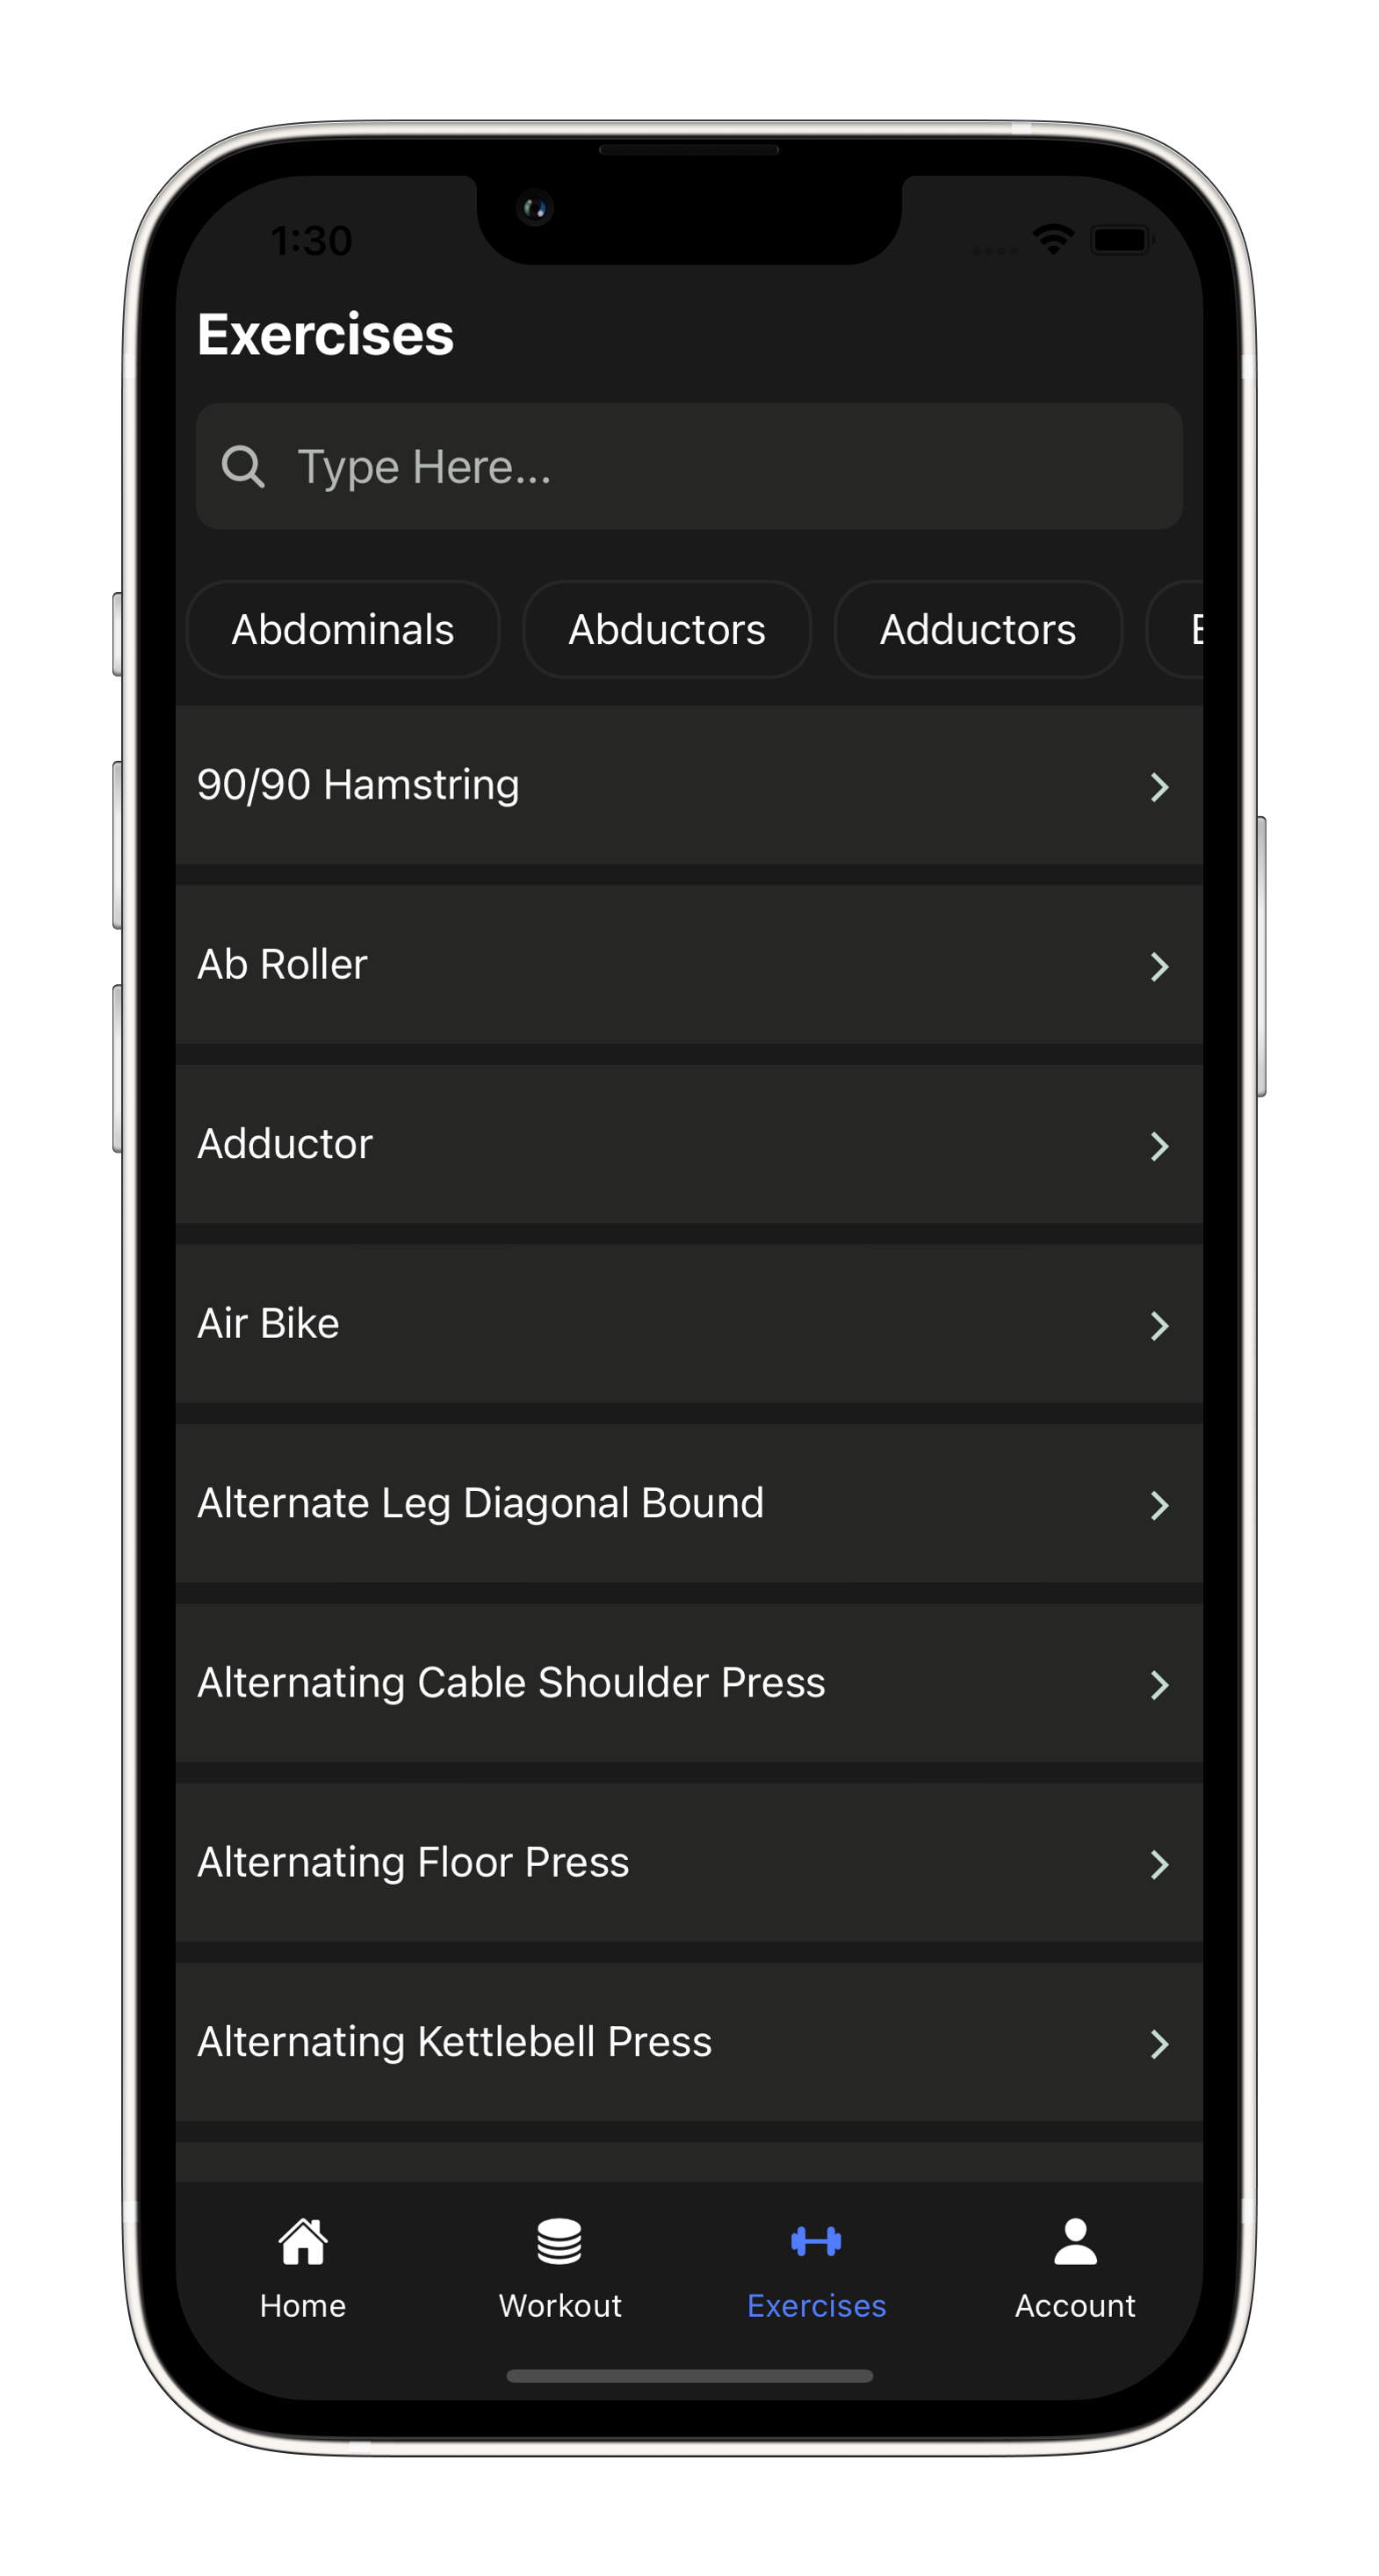 1:30
Exercises
Type Here...
Abdominals Abductors Adductors
90/90 Hamstring
Ab Roller
Adductor
Air Bike
Alternate Leg Diagonal Bound
Alternating Cable Shoulder Press
Alternating Floor Press
Alternating Kettlebell Press
Home Workout Exercises Account